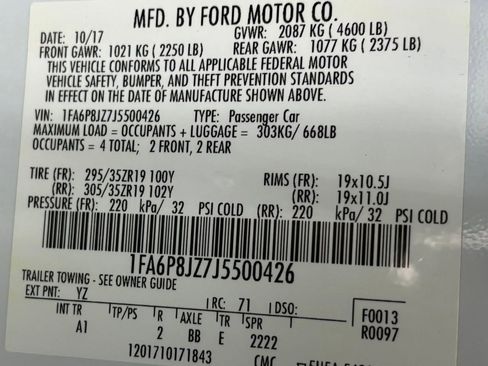 MFD. BY FORD MOTOR CO.
DATE: 10/17 GVWR: 2087 KG ( 4600 LB)
FRONT GAWR: 1021 KG ( 2250 LB) REAR GAWR: 1077 KG ( 2375 LB)
THIS VEHICLE CONFORMS TO ALL APPLICABLE FEDERAL MOTOR
VEHICLE SAFETY, BUMPER, AND THEFT PREVENTION STANDARDS
IN EFFECT ON THE DATE OF MANUFACTURE SHOWN ABOVE.
VIN: 1FA6P8JZ7J5500426 TYPE: Passenger Car
MAXIMUM LOAD = OCCUPANTS + LUGGAGE = 303KG/ 668LB
OCCUPANTS = 4 TOTAL; 2 FRONT, 2 REAR
TIRE (FR): 295/35ZR19 100Y RIMS (FR): 19x10.5J
(RR): 305/35ZR19 102Y (RR): 19x11.0J
PRESSURE (FR): 220 kPa/ 32 PSI COLD (RR): 220 kPa/ 32 PSI COLD
1FA6P8JZ7J5500426
TRAILER TOWING - SEE OWNER GUIDE
EXT PNT: YZ RC: 71 DSO: F0013
INT TR TP/PS R AXLE TR SPR R0097
A1 2 BB E 2222
1201710171843